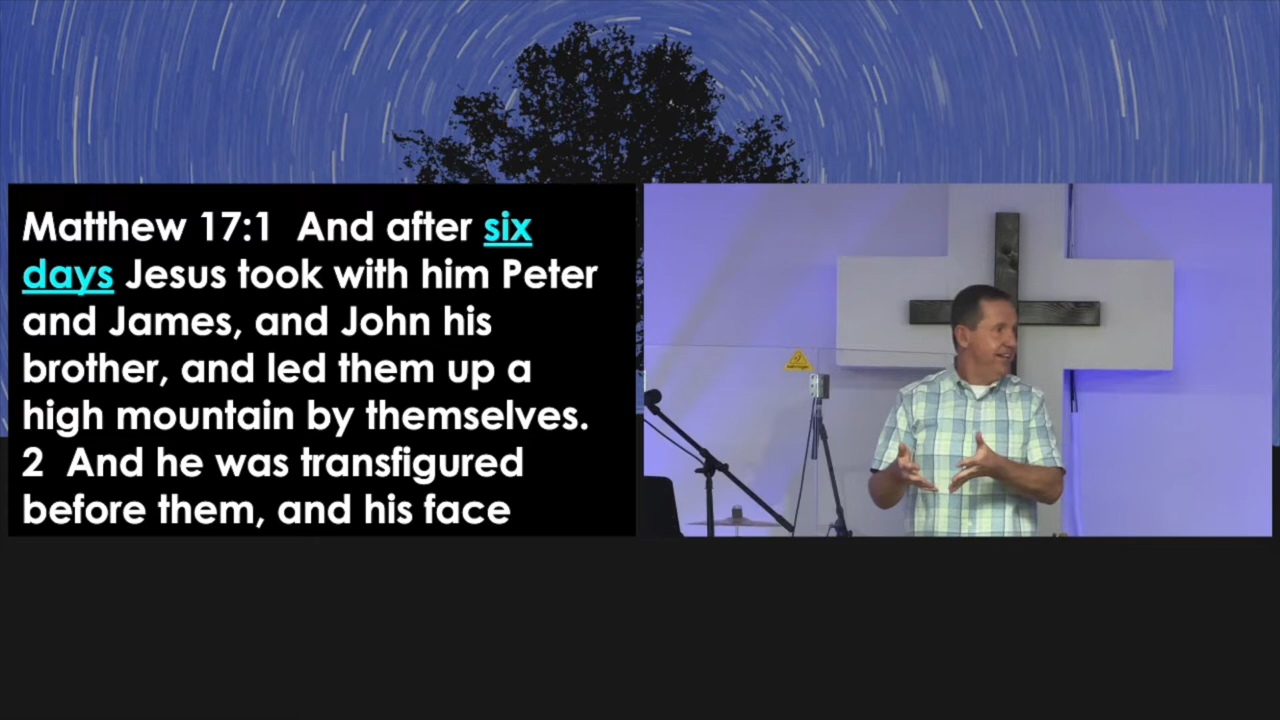 Matthew 17:1  And after six
days Jesus took with him Peter
and James, and John his
brother, and led them up a
high mountain by themselves.
2  And he was transfigured
before them, and his face